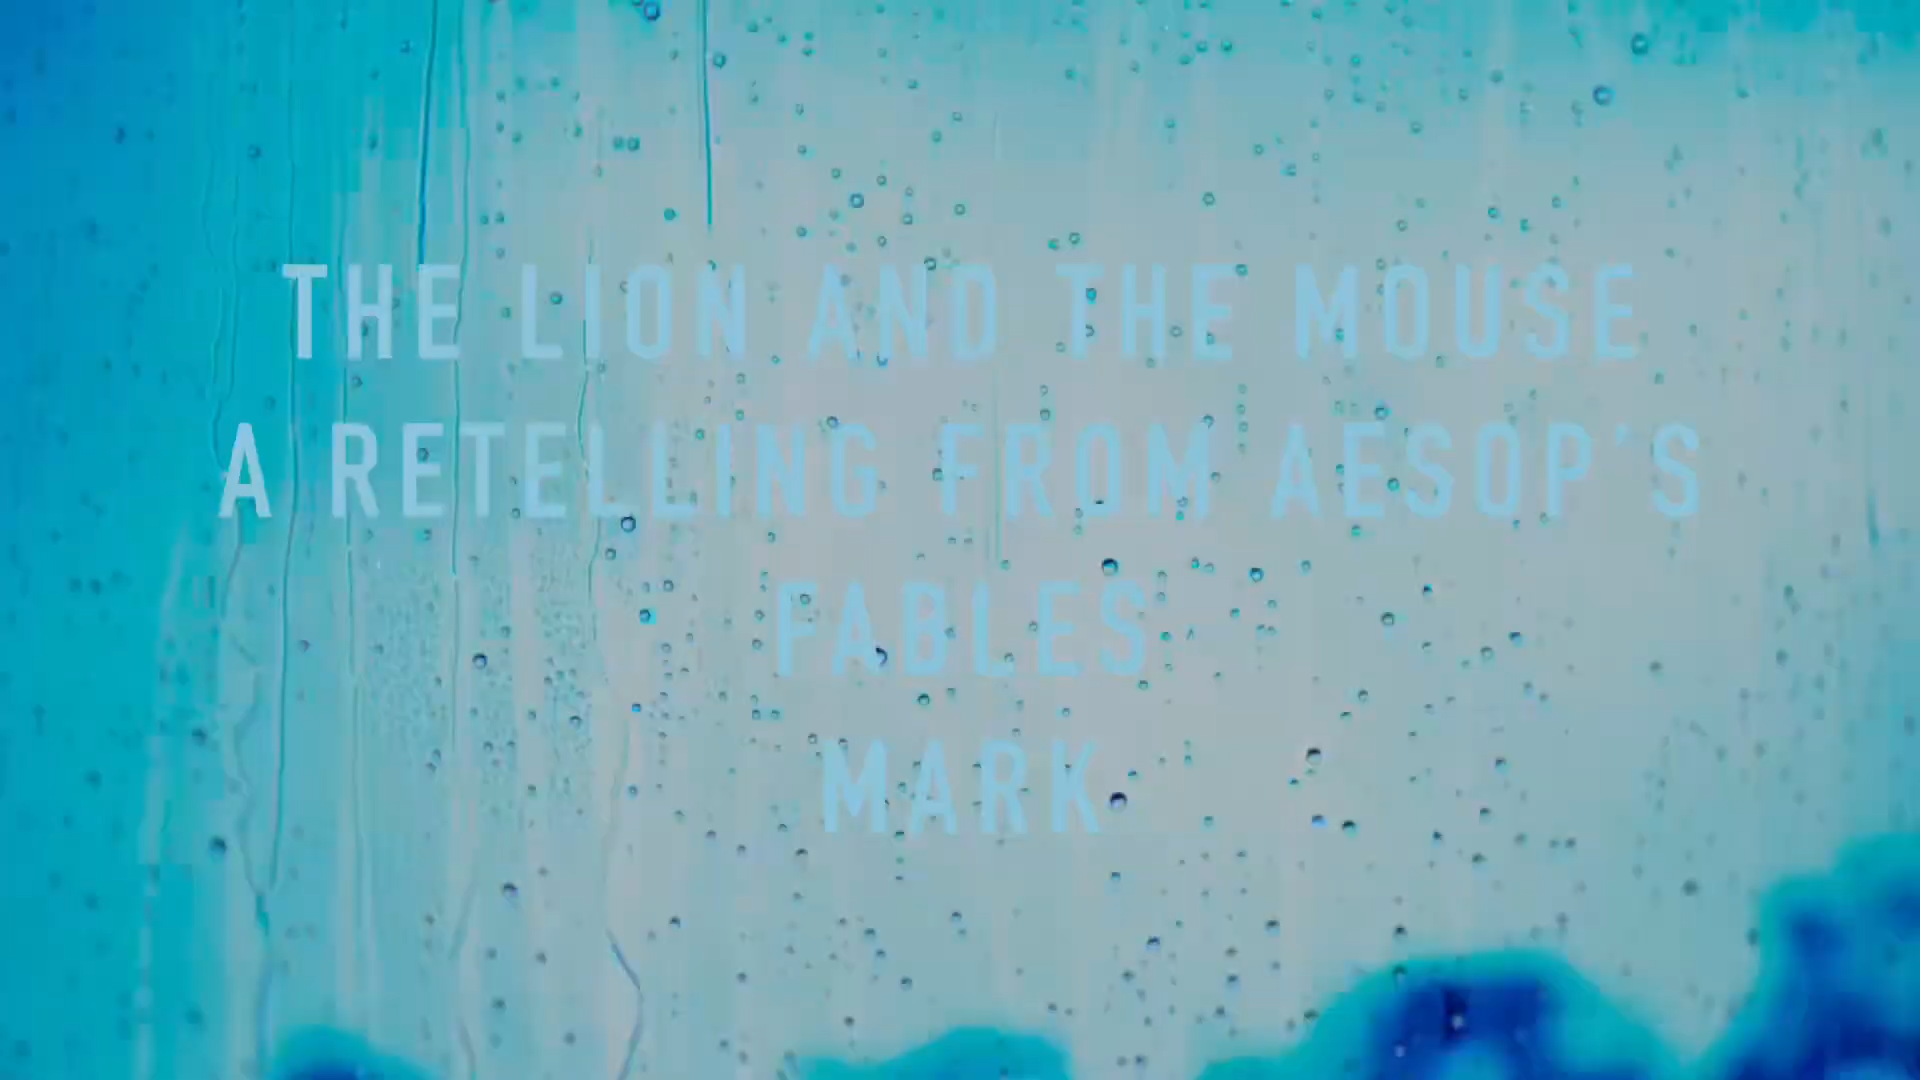 THE LION AND THE MOUSE
A RETELLING FROM AESOP'S
FABLES
MARK